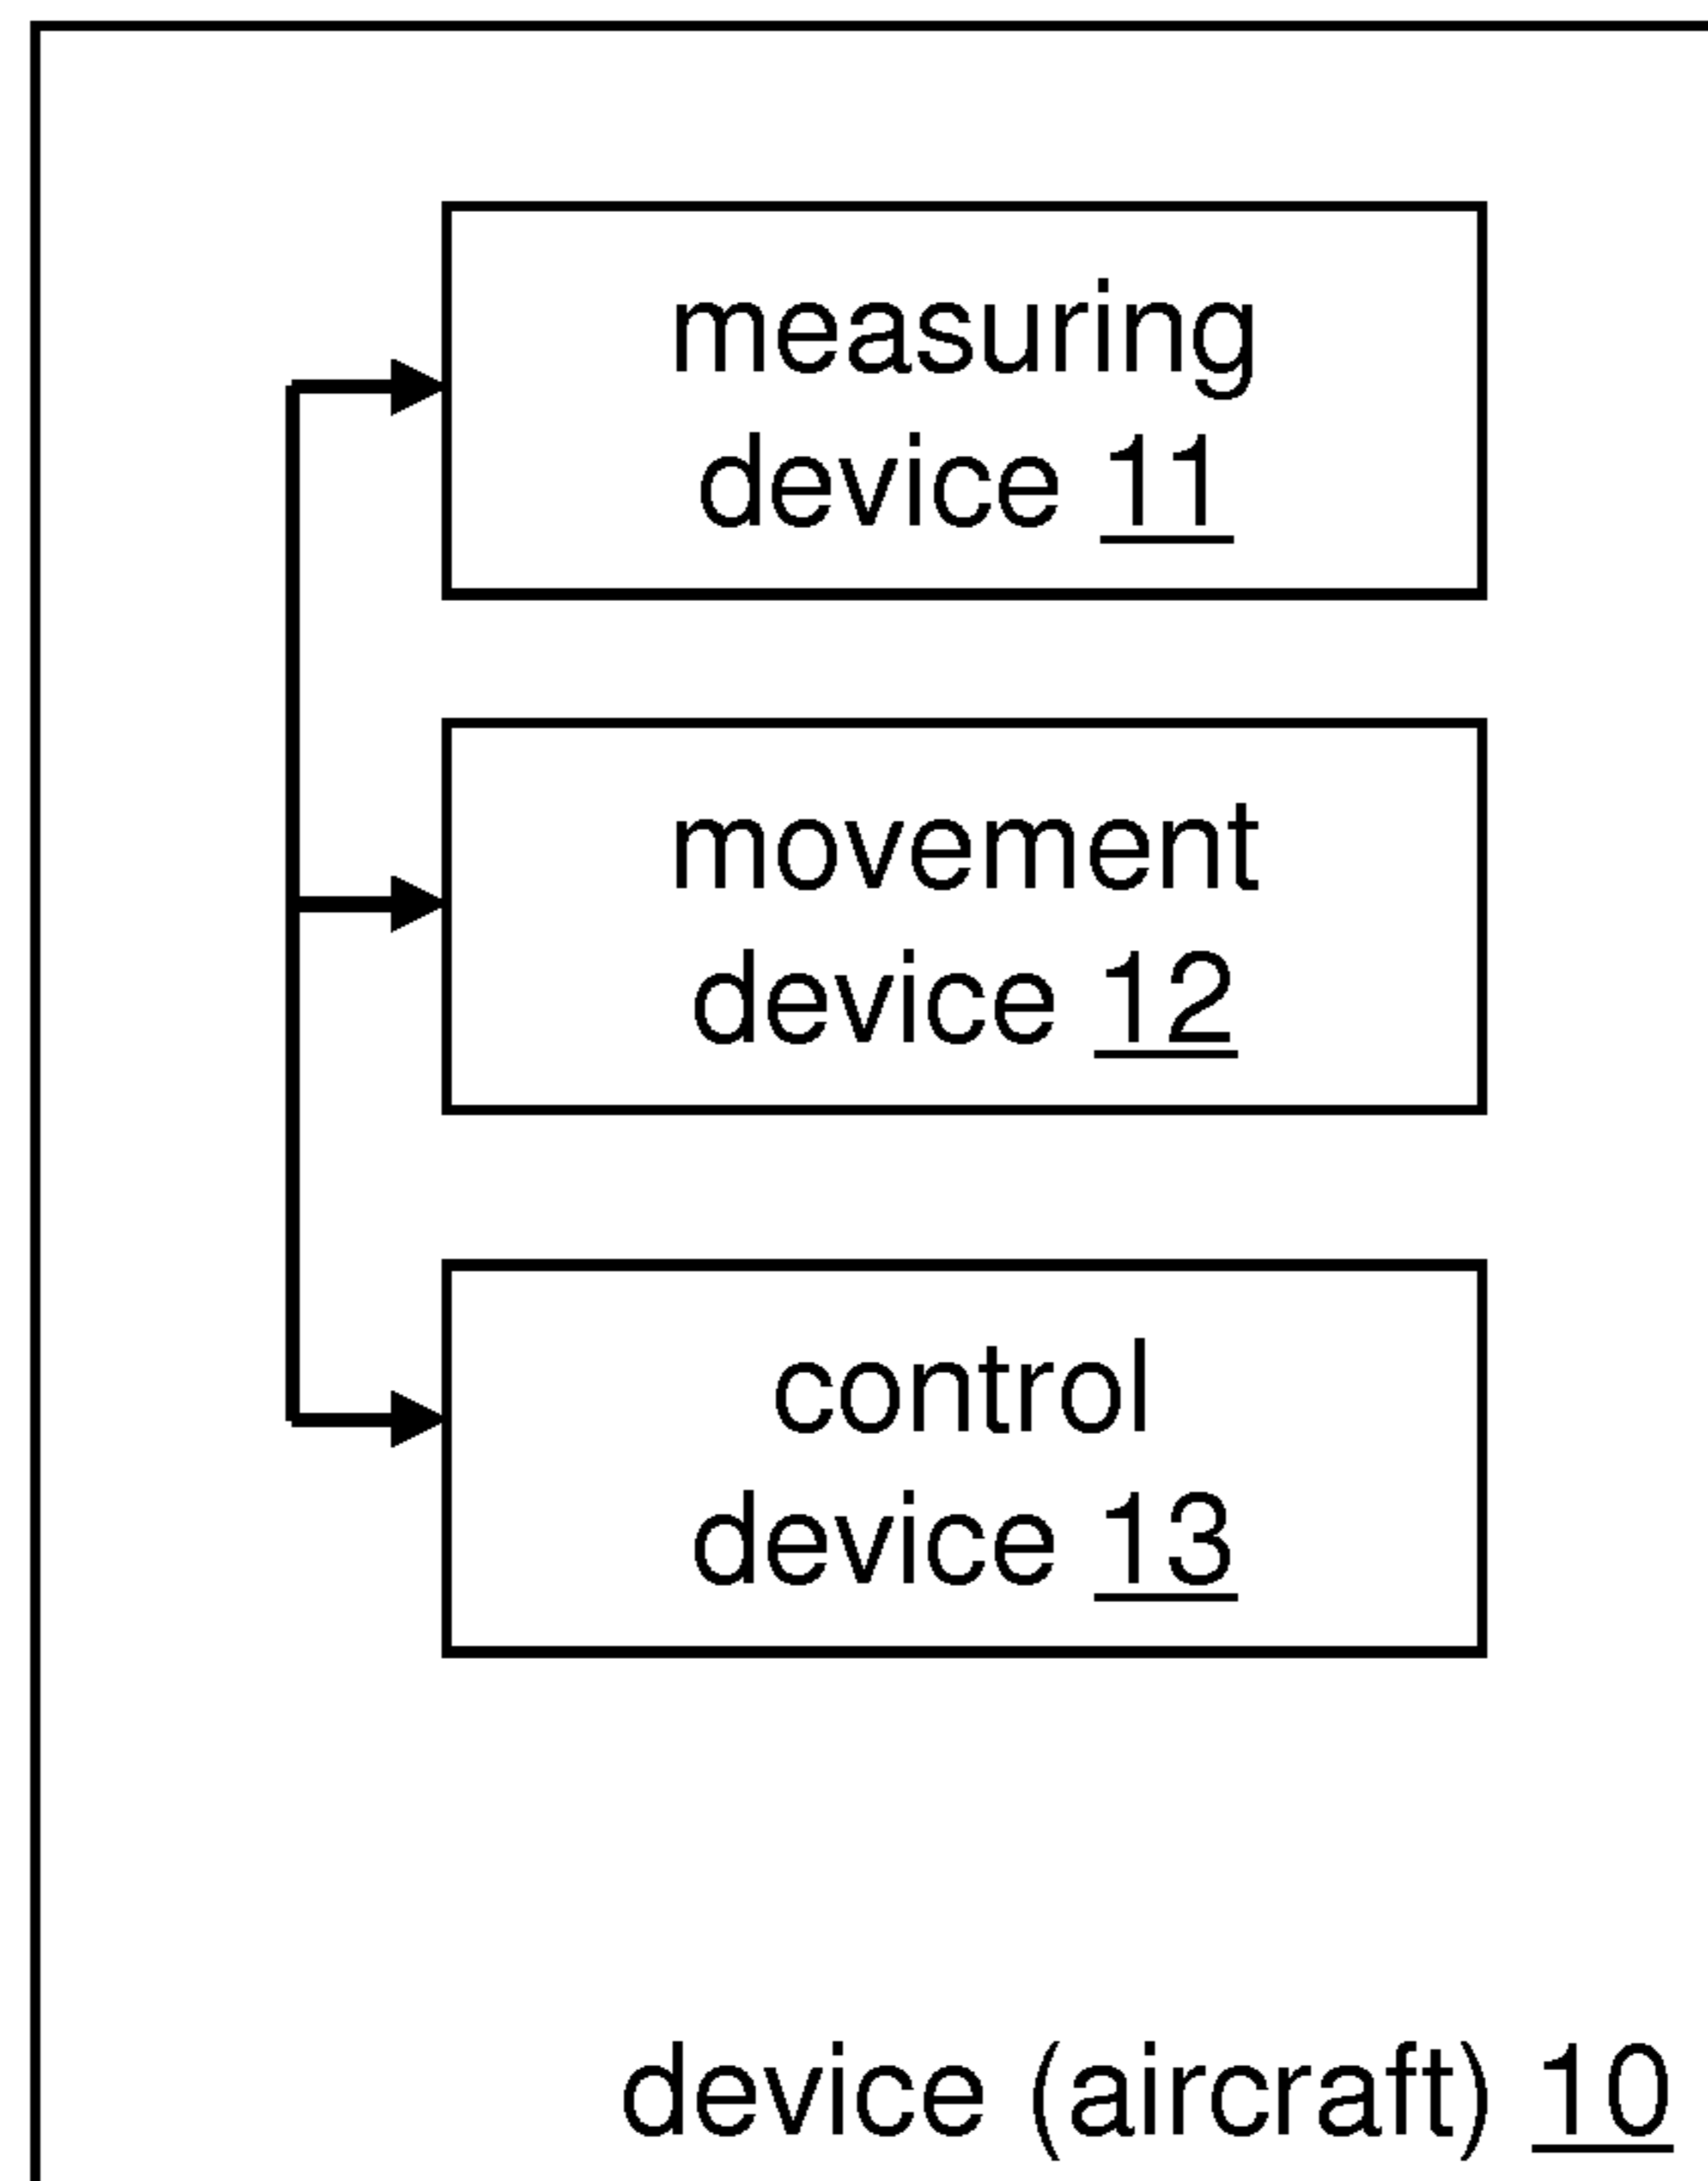 measuring
device 11
movement
device 12
control
device 13
device (aircraft) 10